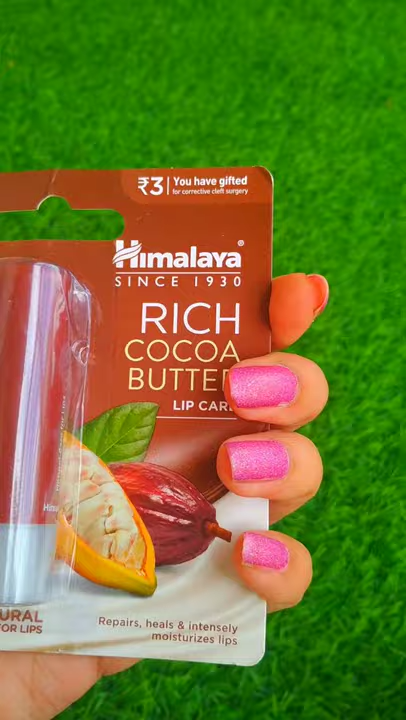 ₹3 You have gifted
for corrective cleft surgery
Himalaya®
SINCE 1930
RICH
COCOA
BUTTE
LIP CAR
URAL
OR LIPS
Repairs, heals & intensely
moisturizes lips